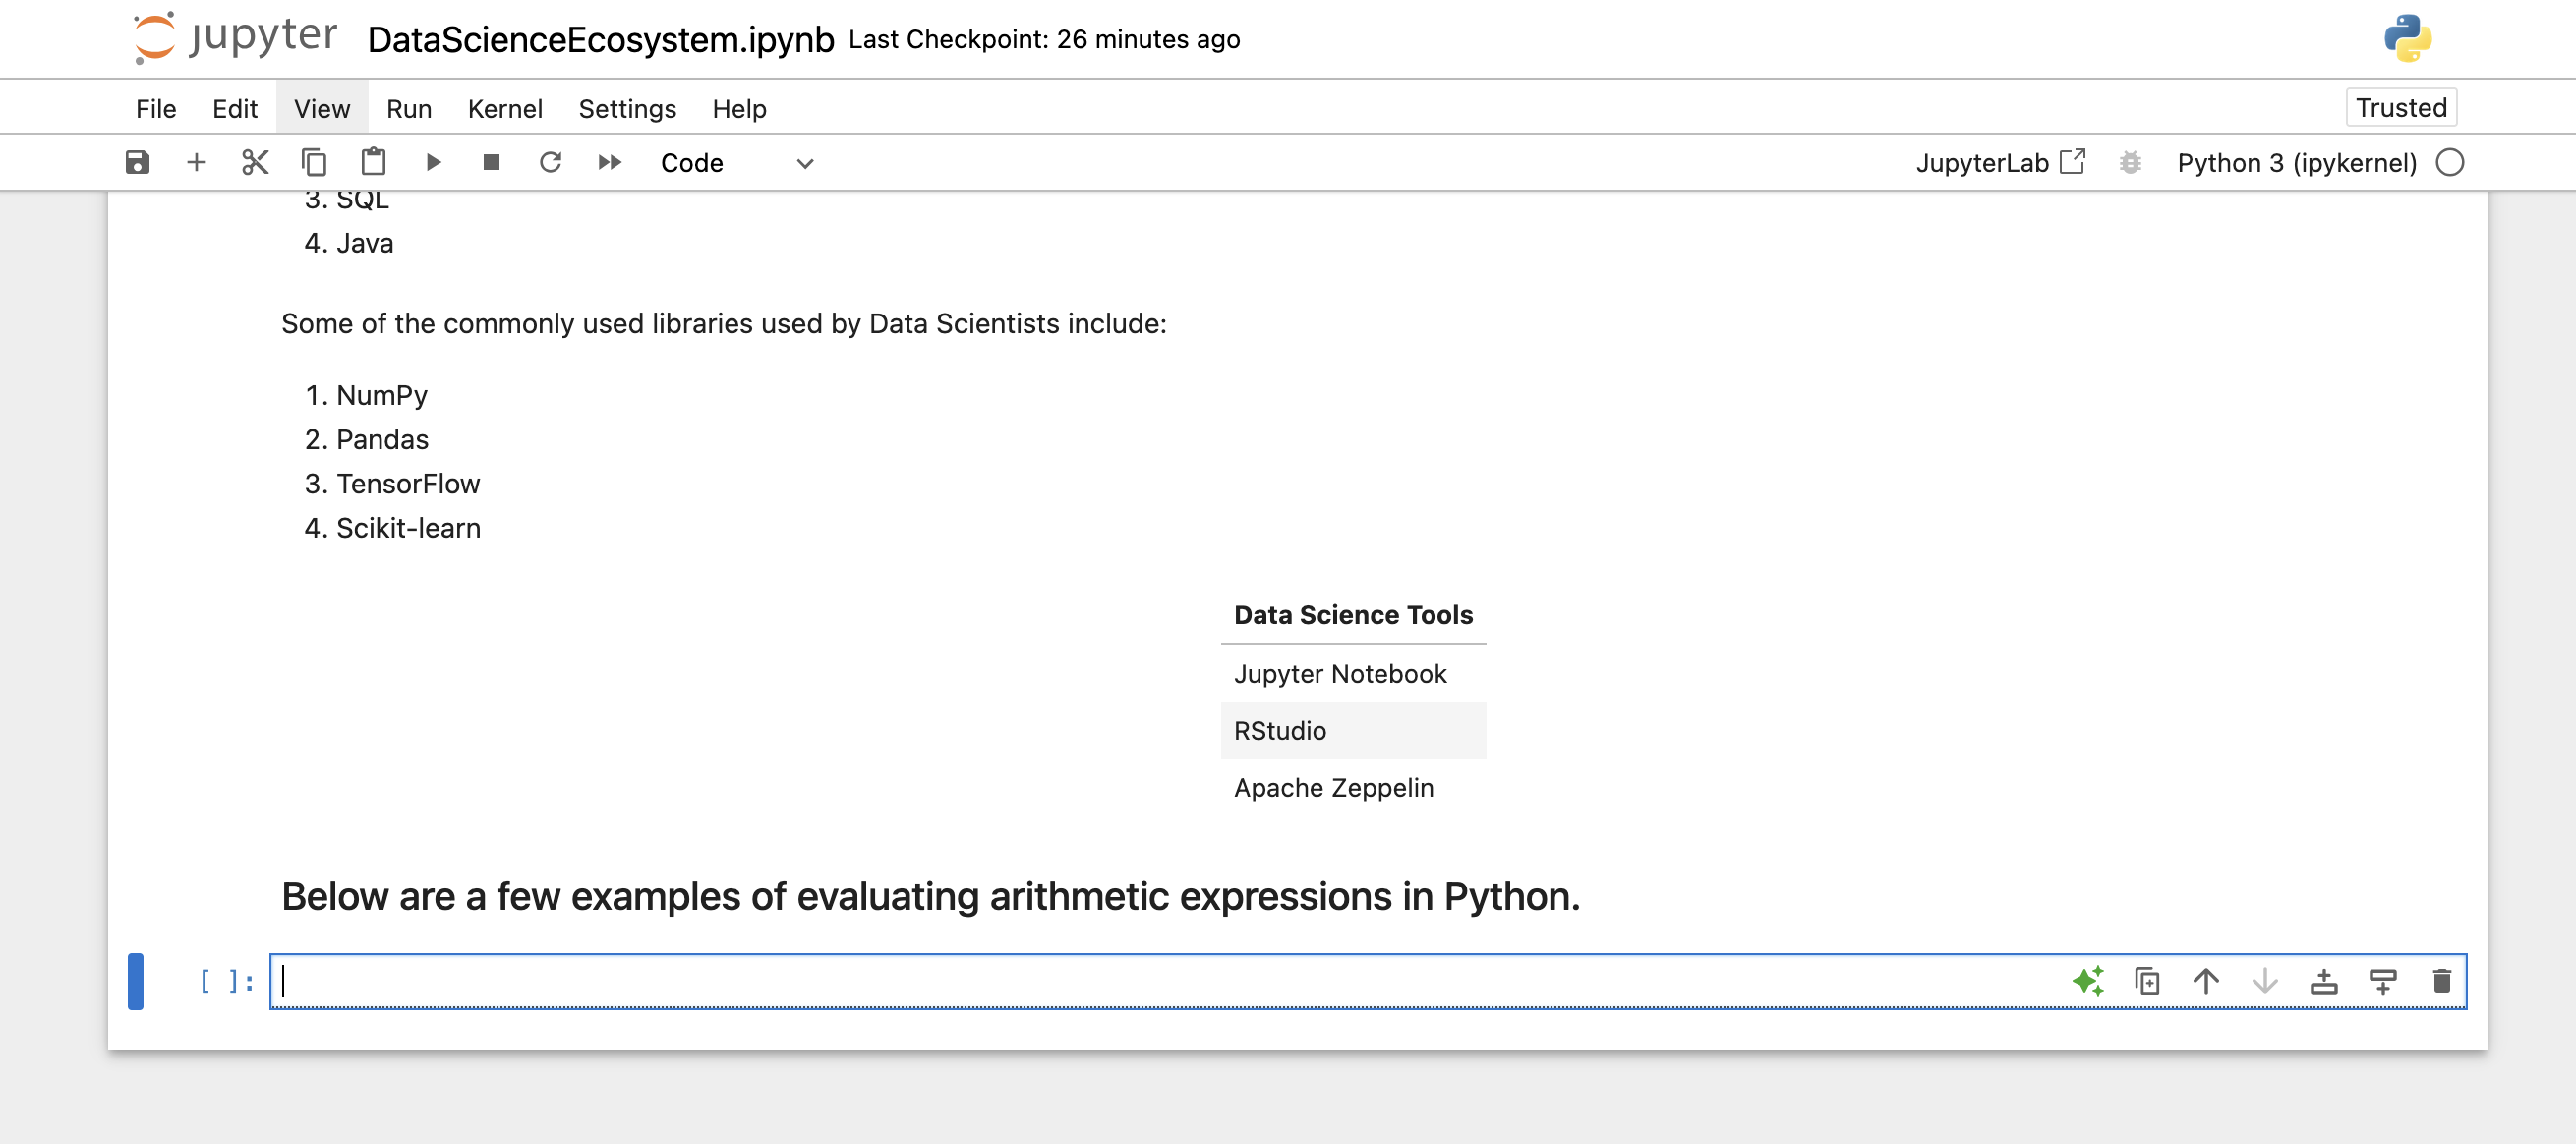 jupyter DataScienceEcosystem.ipynb Last Checkpoint: 26 minutes ago
File Edit View Run Kernel Settings Help Trusted
Code JupyterLab Python 3 (ipykernel)
3. SQL
4. Java
Some of the commonly used libraries used by Data Scientists include:
1. NumPy
2. Pandas
3. TensorFlow
4. Scikit-learn
Data Science Tools
Jupyter Notebook
RStudio
Apache Zeppelin
Below are a few examples of evaluating arithmetic expressions in Python.
[ ]: